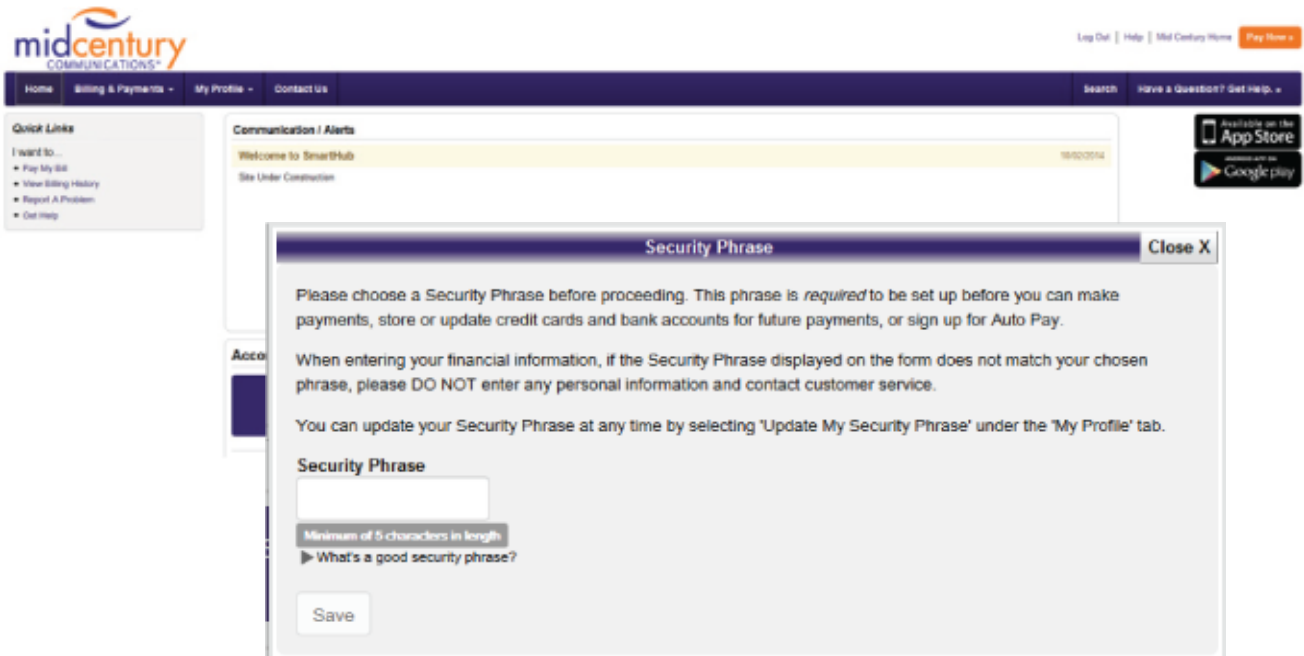 midcentury
COMMUNICATIONS
Log Out | Help | Mid Century Home Pay Now »
Home Billing & Payments My Profile Contact Us Search Have a Question? Get Help. »
Quick Links
I want to...
Pay My Bill
View Billing History
Report A Problem
Get Help
Communication / Alerts
Welcome to SmartHub
Site Under Construction
Available on the
App Store
ANDROID APP ON
Google play
Security Phrase Close X
Please choose a Security Phrase before proceeding. This phrase is required to be set up before you can make
payments, store or update credit cards and bank accounts for future payments, or sign up for Auto Pay.
When entering your financial information, if the Security Phrase displayed on the form does not match your chosen
phrase, please DO NOT enter any personal information and contact customer service.
You can update your Security Phrase at any time by selecting 'Update My Security Phrase' under the 'My Profile' tab.
Acco
Security Phrase
Minimum of 5 characters in length
What's a good security phrase?
Save